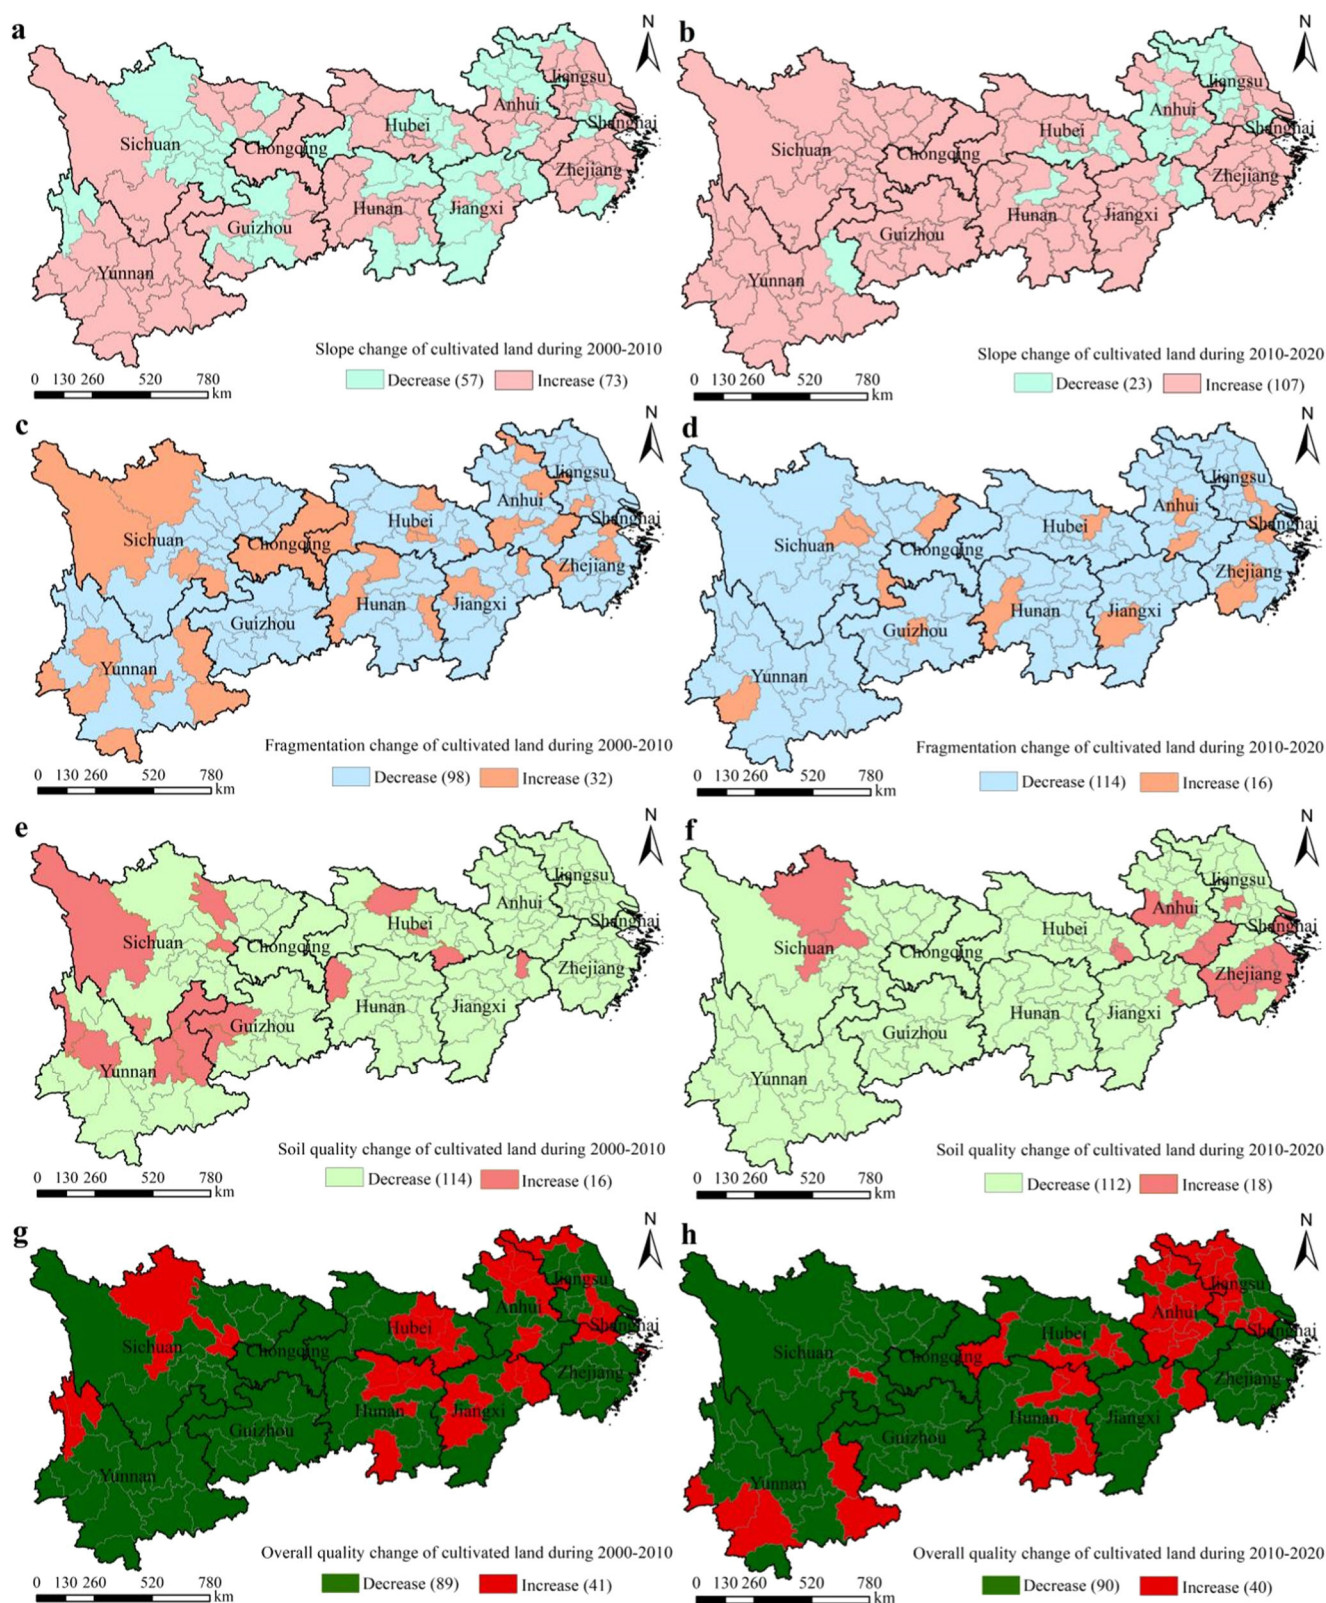 a
N
Jiangsu
Anhui
Shanghai
Hubei
Sichuan
Chongqing
Zhejiang
Hunan
Jiangxi
Guizhou
Yunnan
Slope change of cultivated land during 2000-2010
0 130 260 520 780
km
Decrease (57) Increase (73)
b
N
Jiangsu
Anhui
Shanghai
Hubei
Sichuan
Chongqing
Zhejiang
Hunan
Jiangxi
Guizhou
Yunnan
Slope change of cultivated land during 2010-2020
0 130 260 520 780
km
Decrease (23) Increase (107)
c
N
Jiangsu
Anhui
Shanghai
Hubei
Sichuan
Chongqing
Zhejiang
Hunan
Jiangxi
Guizhou
Yunnan
Fragmentation change of cultivated land during 2000-2010
0 130 260 520 780
km
Decrease (98) Increase (32)
d
N
Jiangsu
Anhui
Shanghai
Hubei
Sichuan
Chongqing
Zhejiang
Hunan
Jiangxi
Guizhou
Yunnan
Fragmentation change of cultivated land during 2010-2020
0 130 260 520 780
km
Decrease (114) Increase (16)
e
N
Jiangsu
Anhui
Shanghai
Hubei
Sichuan
Chongqing
Zhejiang
Hunan
Jiangxi
Guizhou
Yunnan
Soil quality change of cultivated land during 2000-2010
0 130 260 520 780
km
Decrease (114) Increase (16)
f
N
Jiangsu
Anhui
Shanghai
Hubei
Sichuan
Chongqing
Zhejiang
Hunan
Jiangxi
Guizhou
Yunnan
Soil quality change of cultivated land during 2010-2020
0 130 260 520 780
km
Decrease (112) Increase (18)
g
N
Jiangsu
Anhui
Shanghai
Hubei
Sichuan
Chongqing
Zhejiang
Hunan
Jiangxi
Guizhou
Yunnan
Overall quality change of cultivated land during 2000-2010
0 130 260 520 780
km
Decrease (89) Increase (41)
h
N
Jiangsu
Anhui
Shanghai
Hubei
Sichuan
Chongqing
Zhejiang
Hunan
Jiangxi
Guizhou
Yunnan
Overall quality change of cultivated land during 2010-2020
0 130 260 520 780
km
Decrease (90) Increase (40)